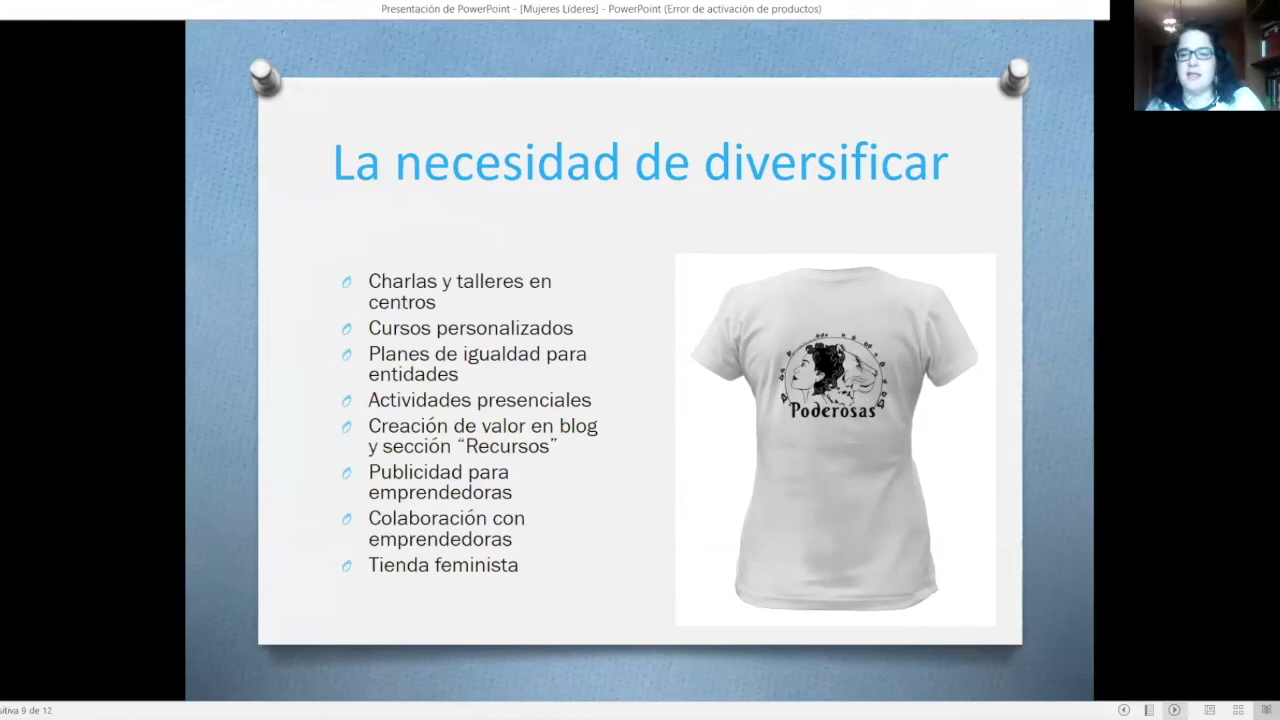 Presentación de PowerPoint - [Mujeres Líderes] - PowerPoint (Error de activación de productos)
La necesidad de diversificar
Charlas y talleres en
centros
Cursos personalizados
Planes de igualdad para
entidades
Actividades presenciales
Creación de valor en blog
y sección “Recursos”
Publicidad para
emprendedoras
Colaboración con
emprendedoras
Tienda feminista
Poderosas
sitiva 9 de 12